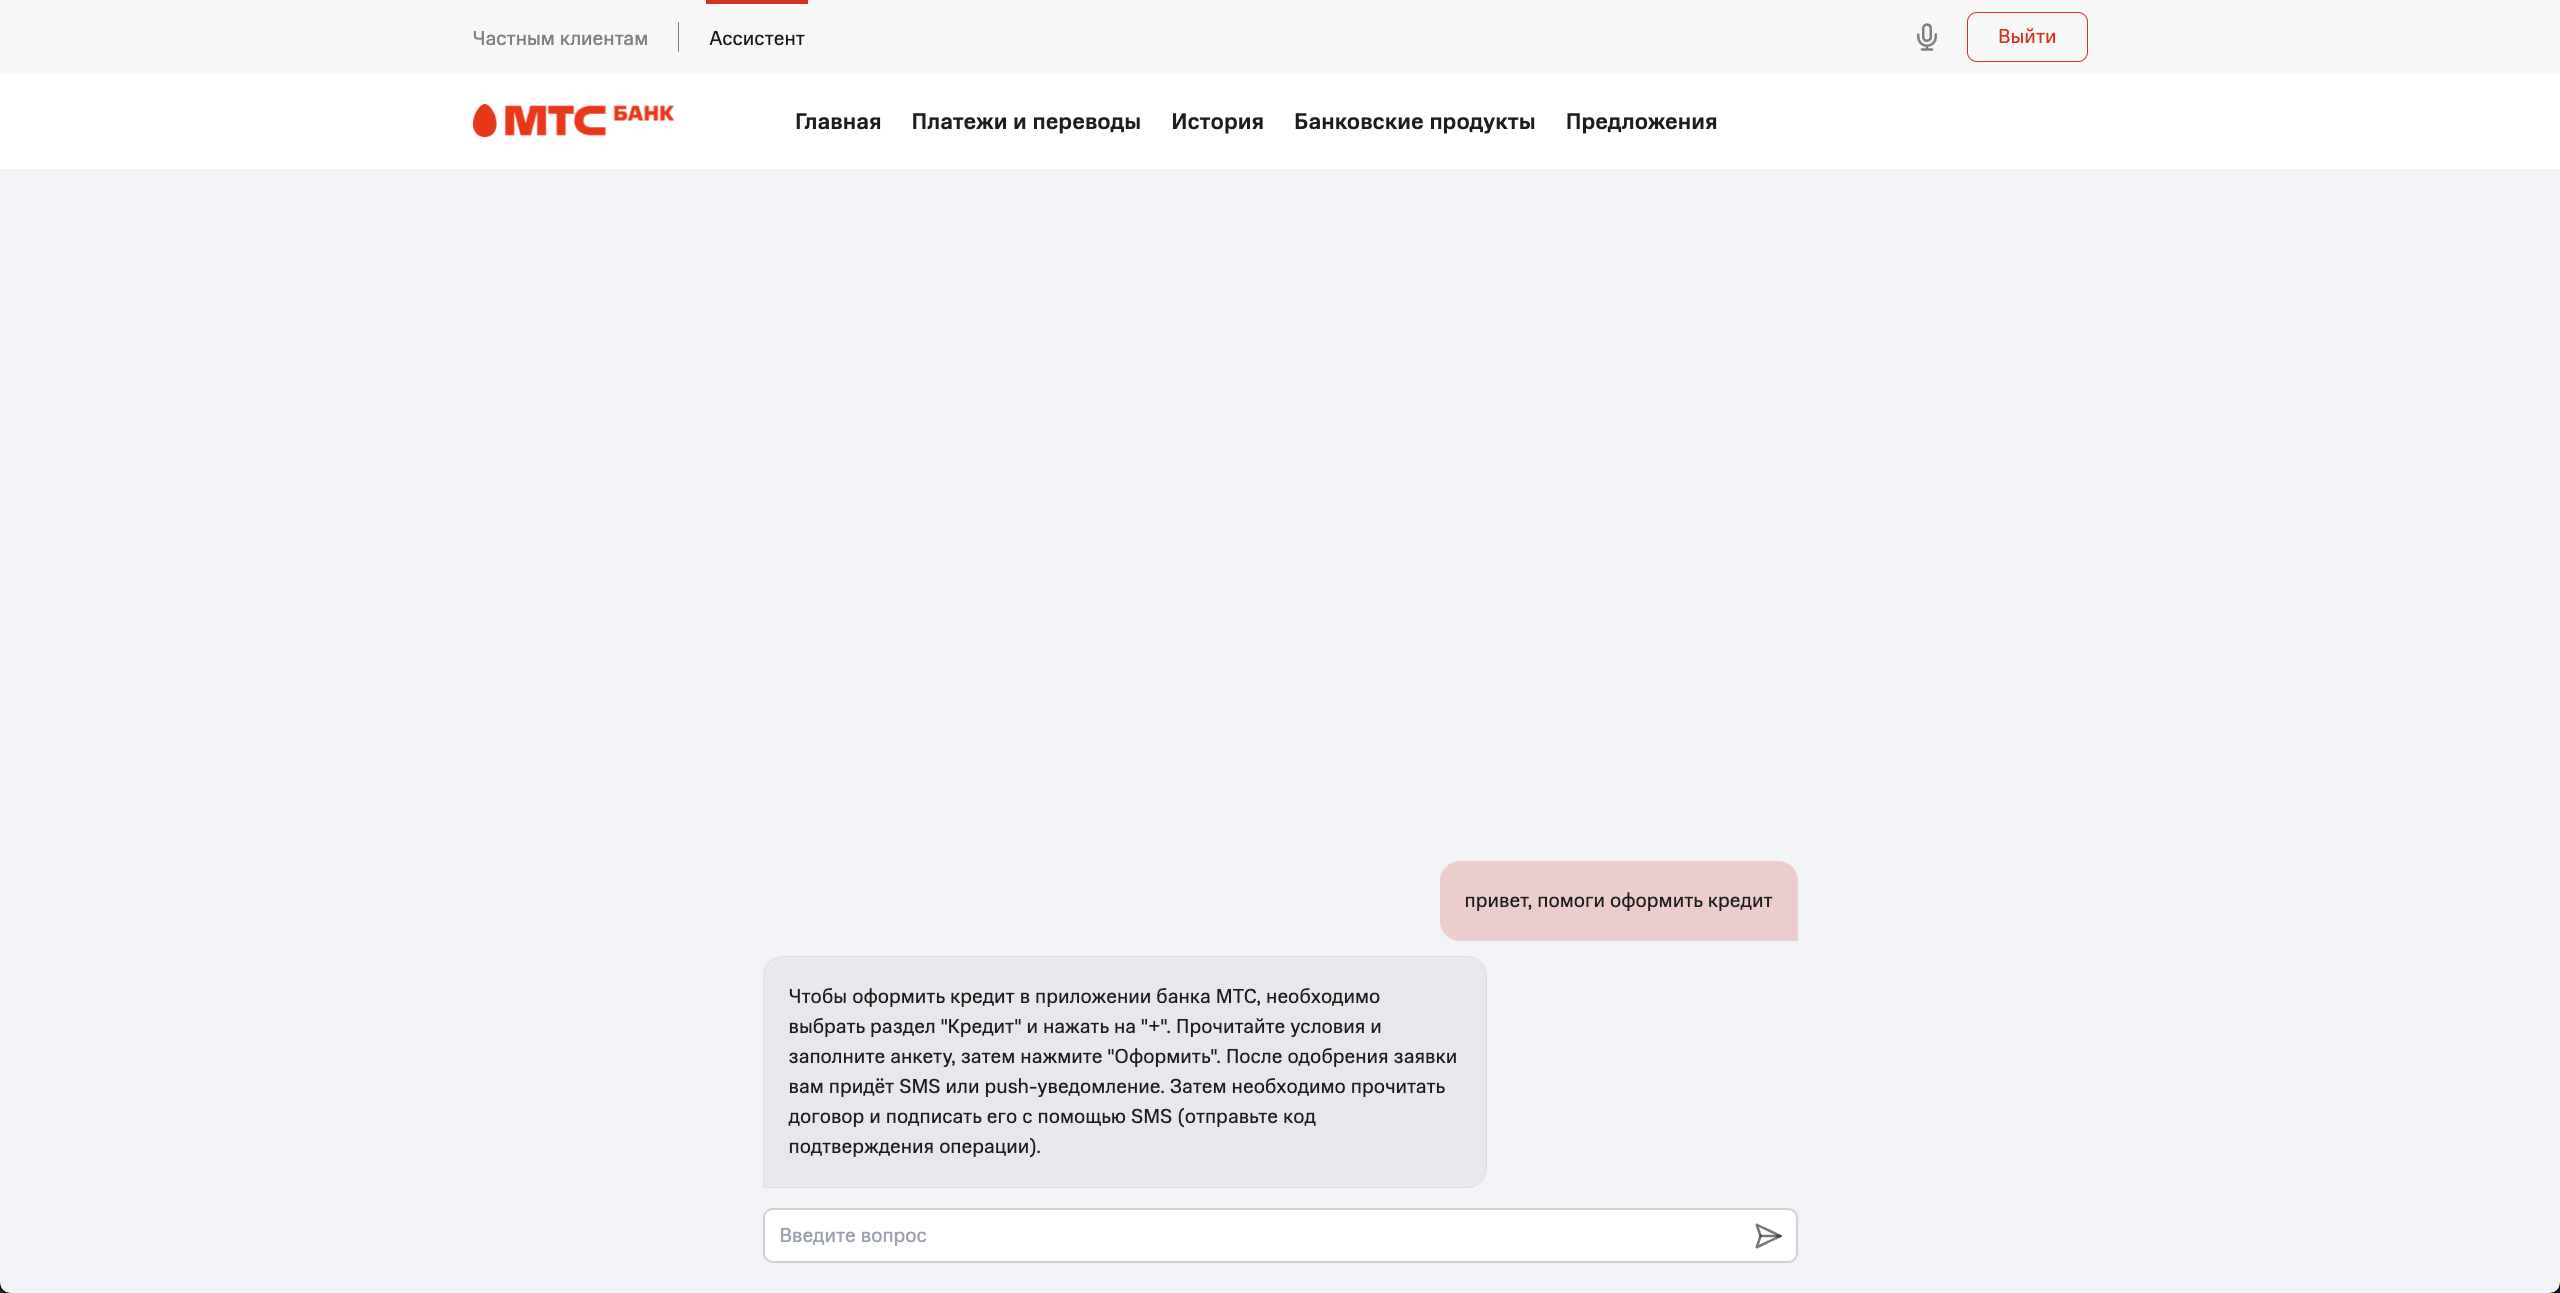 Частным клиентам
Ассистент
Выйти
МТС БАНК
Главная
Платежи и переводы
История
Банковские продукты
Предложения
привет, помоги оформить кредит
Чтобы оформить кредит в приложении банка МТС, необходимо
выбрать раздел "Кредит" и нажать на "+". Прочитайте условия и
заполните анкету, затем нажмите "Оформить". После одобрения заявки
вам придёт SMS или push-уведомление. Затем необходимо прочитать
договор и подписать его с помощью SMS (отправьте код
подтверждения операции).
Введите вопрос